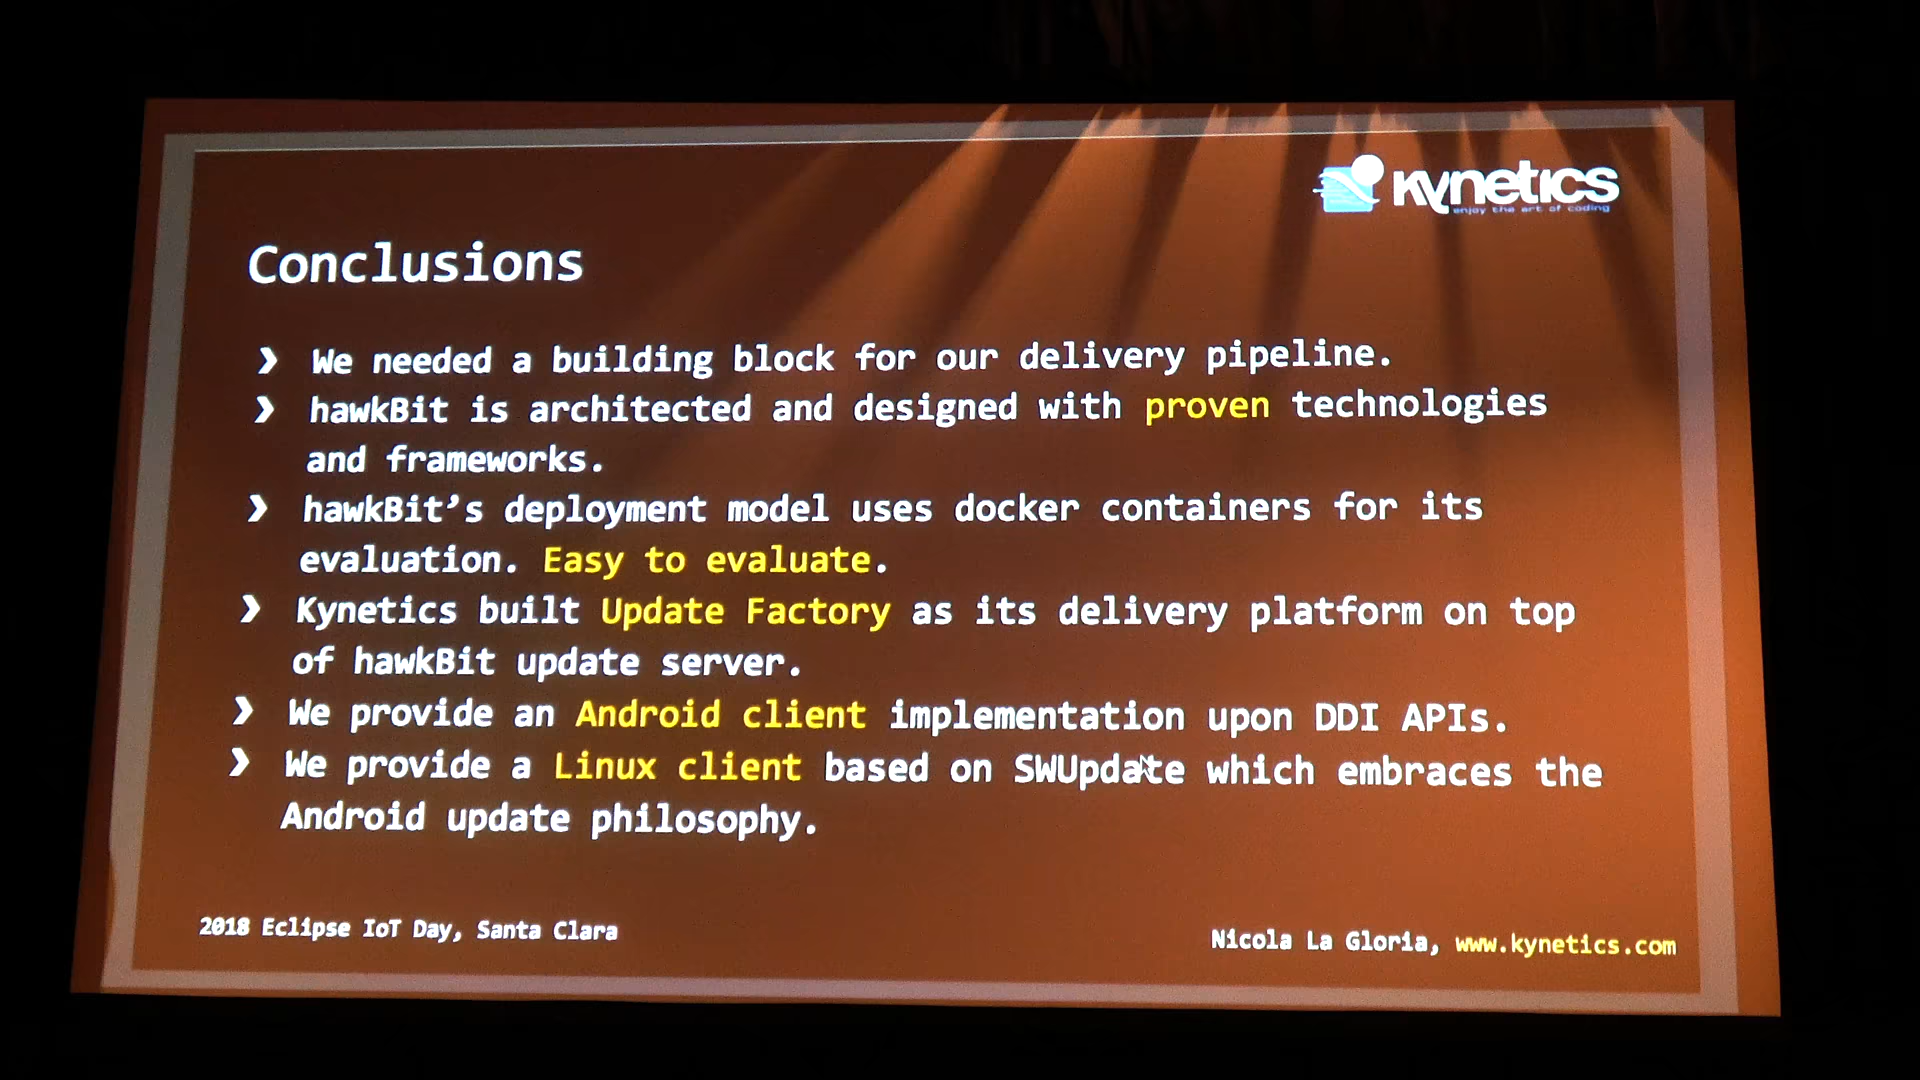 Kynetics
enjoy the art of coding
Conclusions
❯ We needed a building block for our delivery pipeline.
❯ hawkBit is architected and designed with proven technologies
and frameworks.
❯ hawkBit’s deployment model uses docker containers for its
evaluation. Easy to evaluate.
❯ Kynetics built Update Factory as its delivery platform on top
of hawkBit update server.
❯ We provide an Android client implementation upon DDI APIs.
❯ We provide a Linux client based on SWUpdate which embraces the
Android update philosophy.
2018 Eclipse IoT Day, Santa Clara
Nicola La Gloria, www.kynetics.com